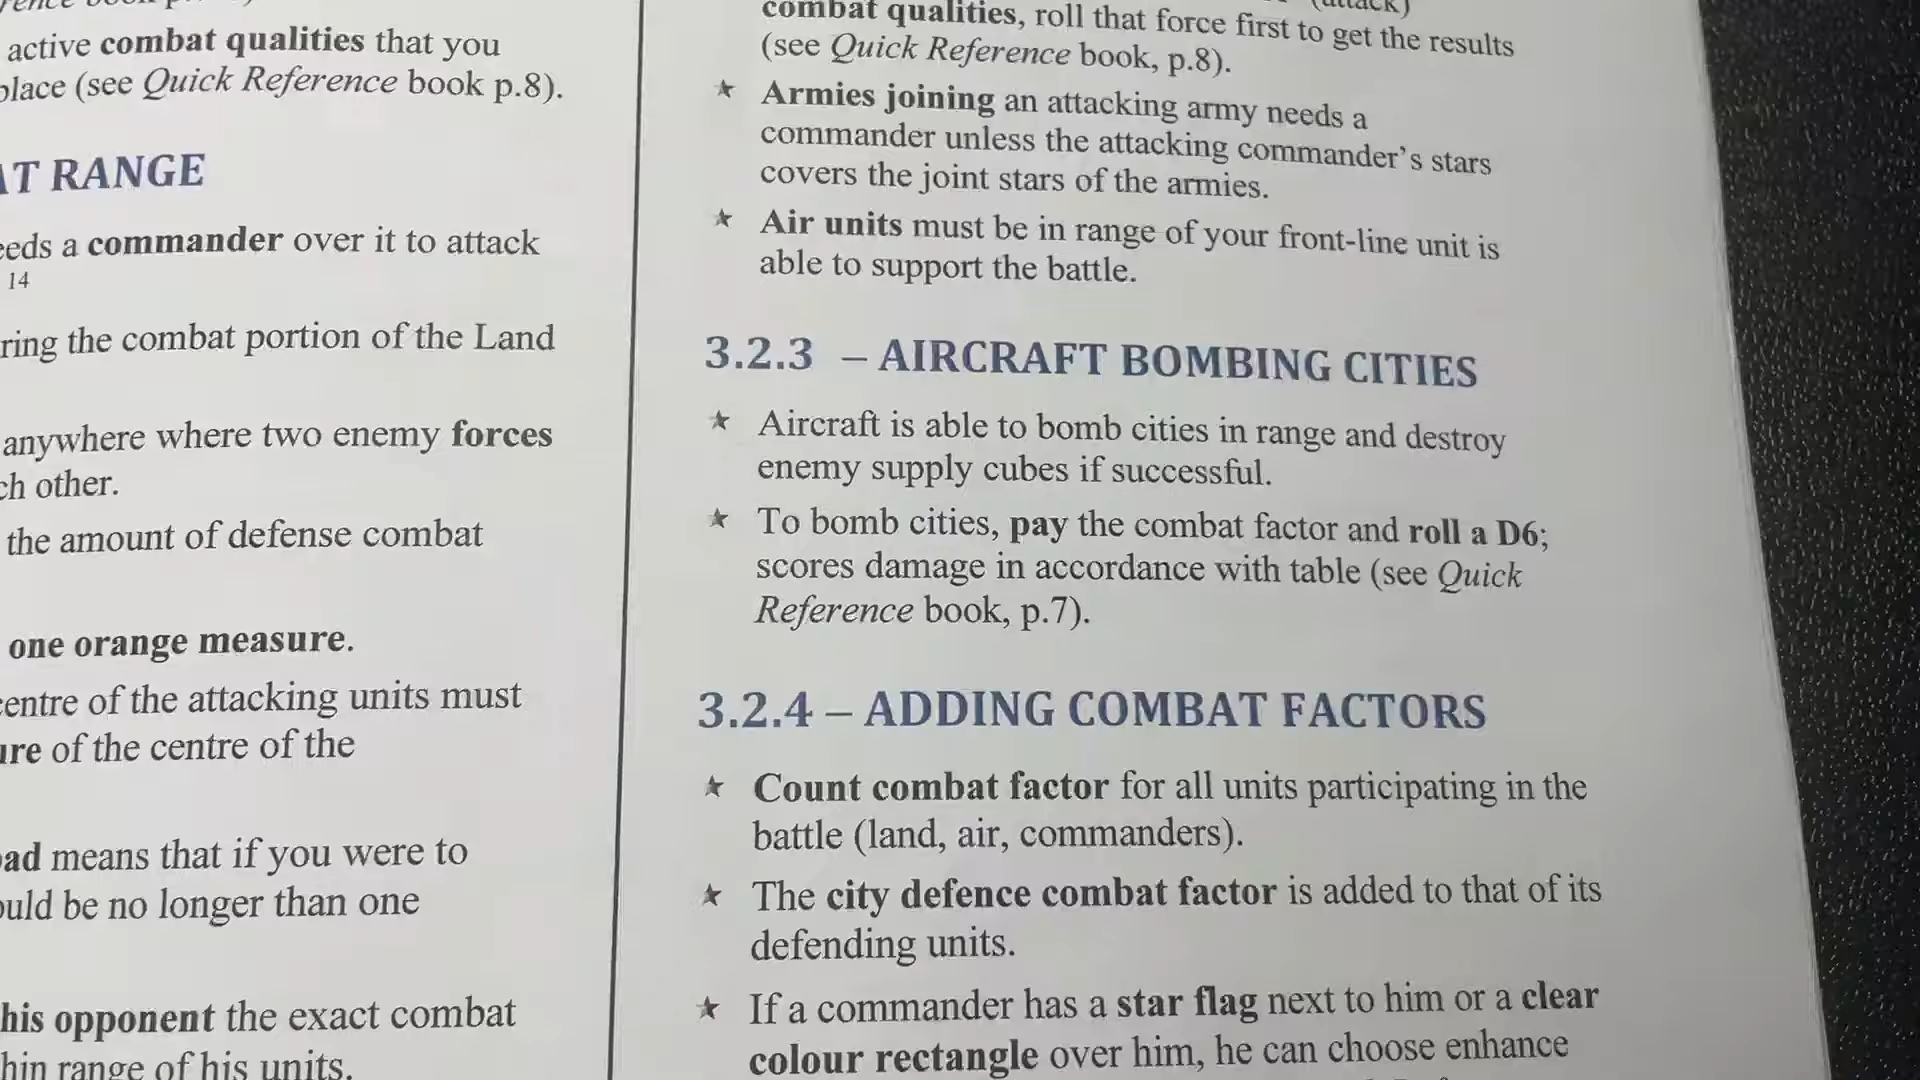 active combat qualities that you
place (see Quick Reference book p.8).
AT RANGE
needs a commander over it to attack
14
ring the combat portion of the Land
anywhere where two enemy forces
ch other.
the amount of defense combat
one orange measure.
centre of the attacking units must
ure of the centre of the
oad means that if you were to
ould be no longer than one
his opponent the exact combat
hin range of his units.
(attack)
combat qualities, roll that force first to get the results
(see Quick Reference book, p.8).
★ Armies joining an attacking army needs a
commander unless the attacking commander's stars
covers the joint stars of the armies.
★ Air units must be in range of your front-line unit is
able to support the battle.
3.2.3 – AIRCRAFT BOMBING CITIES
★ Aircraft is able to bomb cities in range and destroy
enemy supply cubes if successful.
★ To bomb cities, pay the combat factor and roll a D6;
scores damage in accordance with table (see Quick
Reference book, p.7).
3.2.4 – ADDING COMBAT FACTORS
★ Count combat factor for all units participating in the
battle (land, air, commanders).
★ The city defence combat factor is added to that of its
defending units.
★ If a commander has a star flag next to him or a clear
colour rectangle over him, he can choose enhance